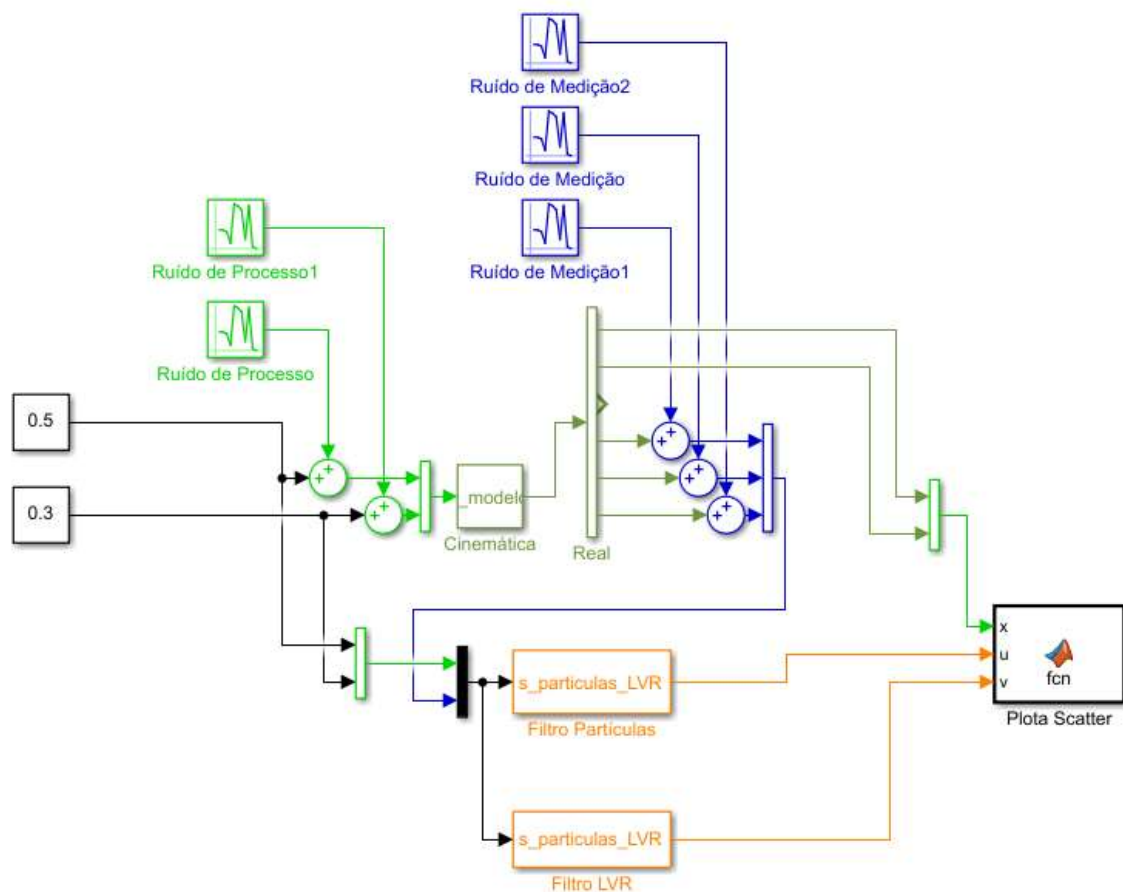 Ruído de Medição2
Ruído de Medição
Ruído de Medição1
Ruído de Processo1
Ruído de Processo
0.5
0.3
+ +
+ +
+ +
+ +
+ +
_modelo
Cinemática
Real
x
u
v
fcn
Plota Scatter
s_particulas_LVR
Filtro Partículas
s_particulas_LVR
Filtro LVR